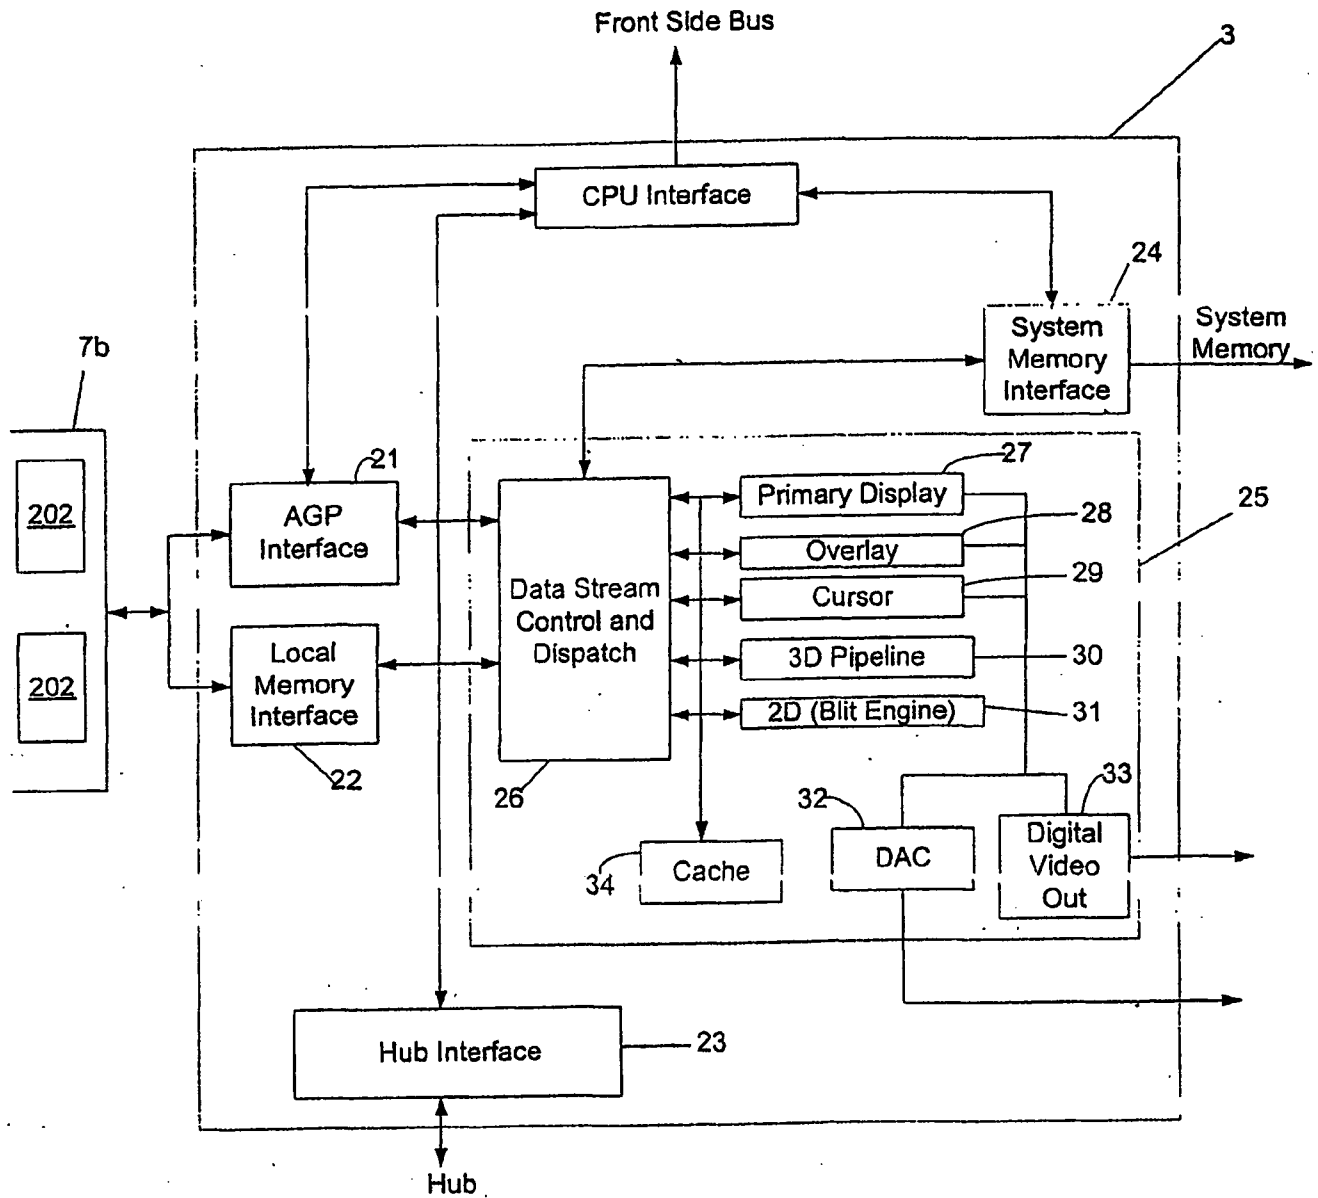 Front Side Bus
3
CPU Interface
24
System
Memory
Interface
System
Memory
7b
202
202
21
AGP
Interface
Local
Memory
Interface
22
25
Data Stream
Control and
Dispatch
26
27
Primary Display
28
Overlay
29
Cursor
3D Pipeline
30
2D (Blit Engine)
31
32
DAC
33
Digital
Video
Out
34
Cache
Hub Interface
23
Hub